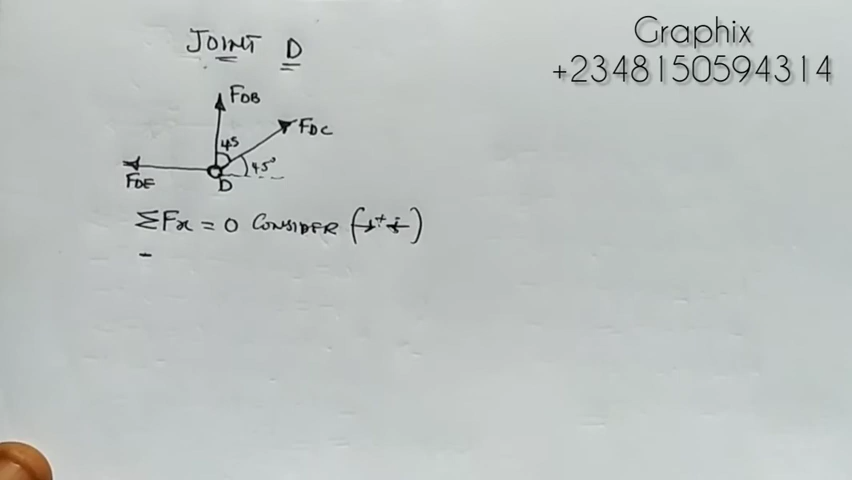 Graphix
+2348150594314
JOINT D
FDB
FDC
45
45°
FDE
D
ΣFx = 0 CONSIDER (→+ ←-)
-